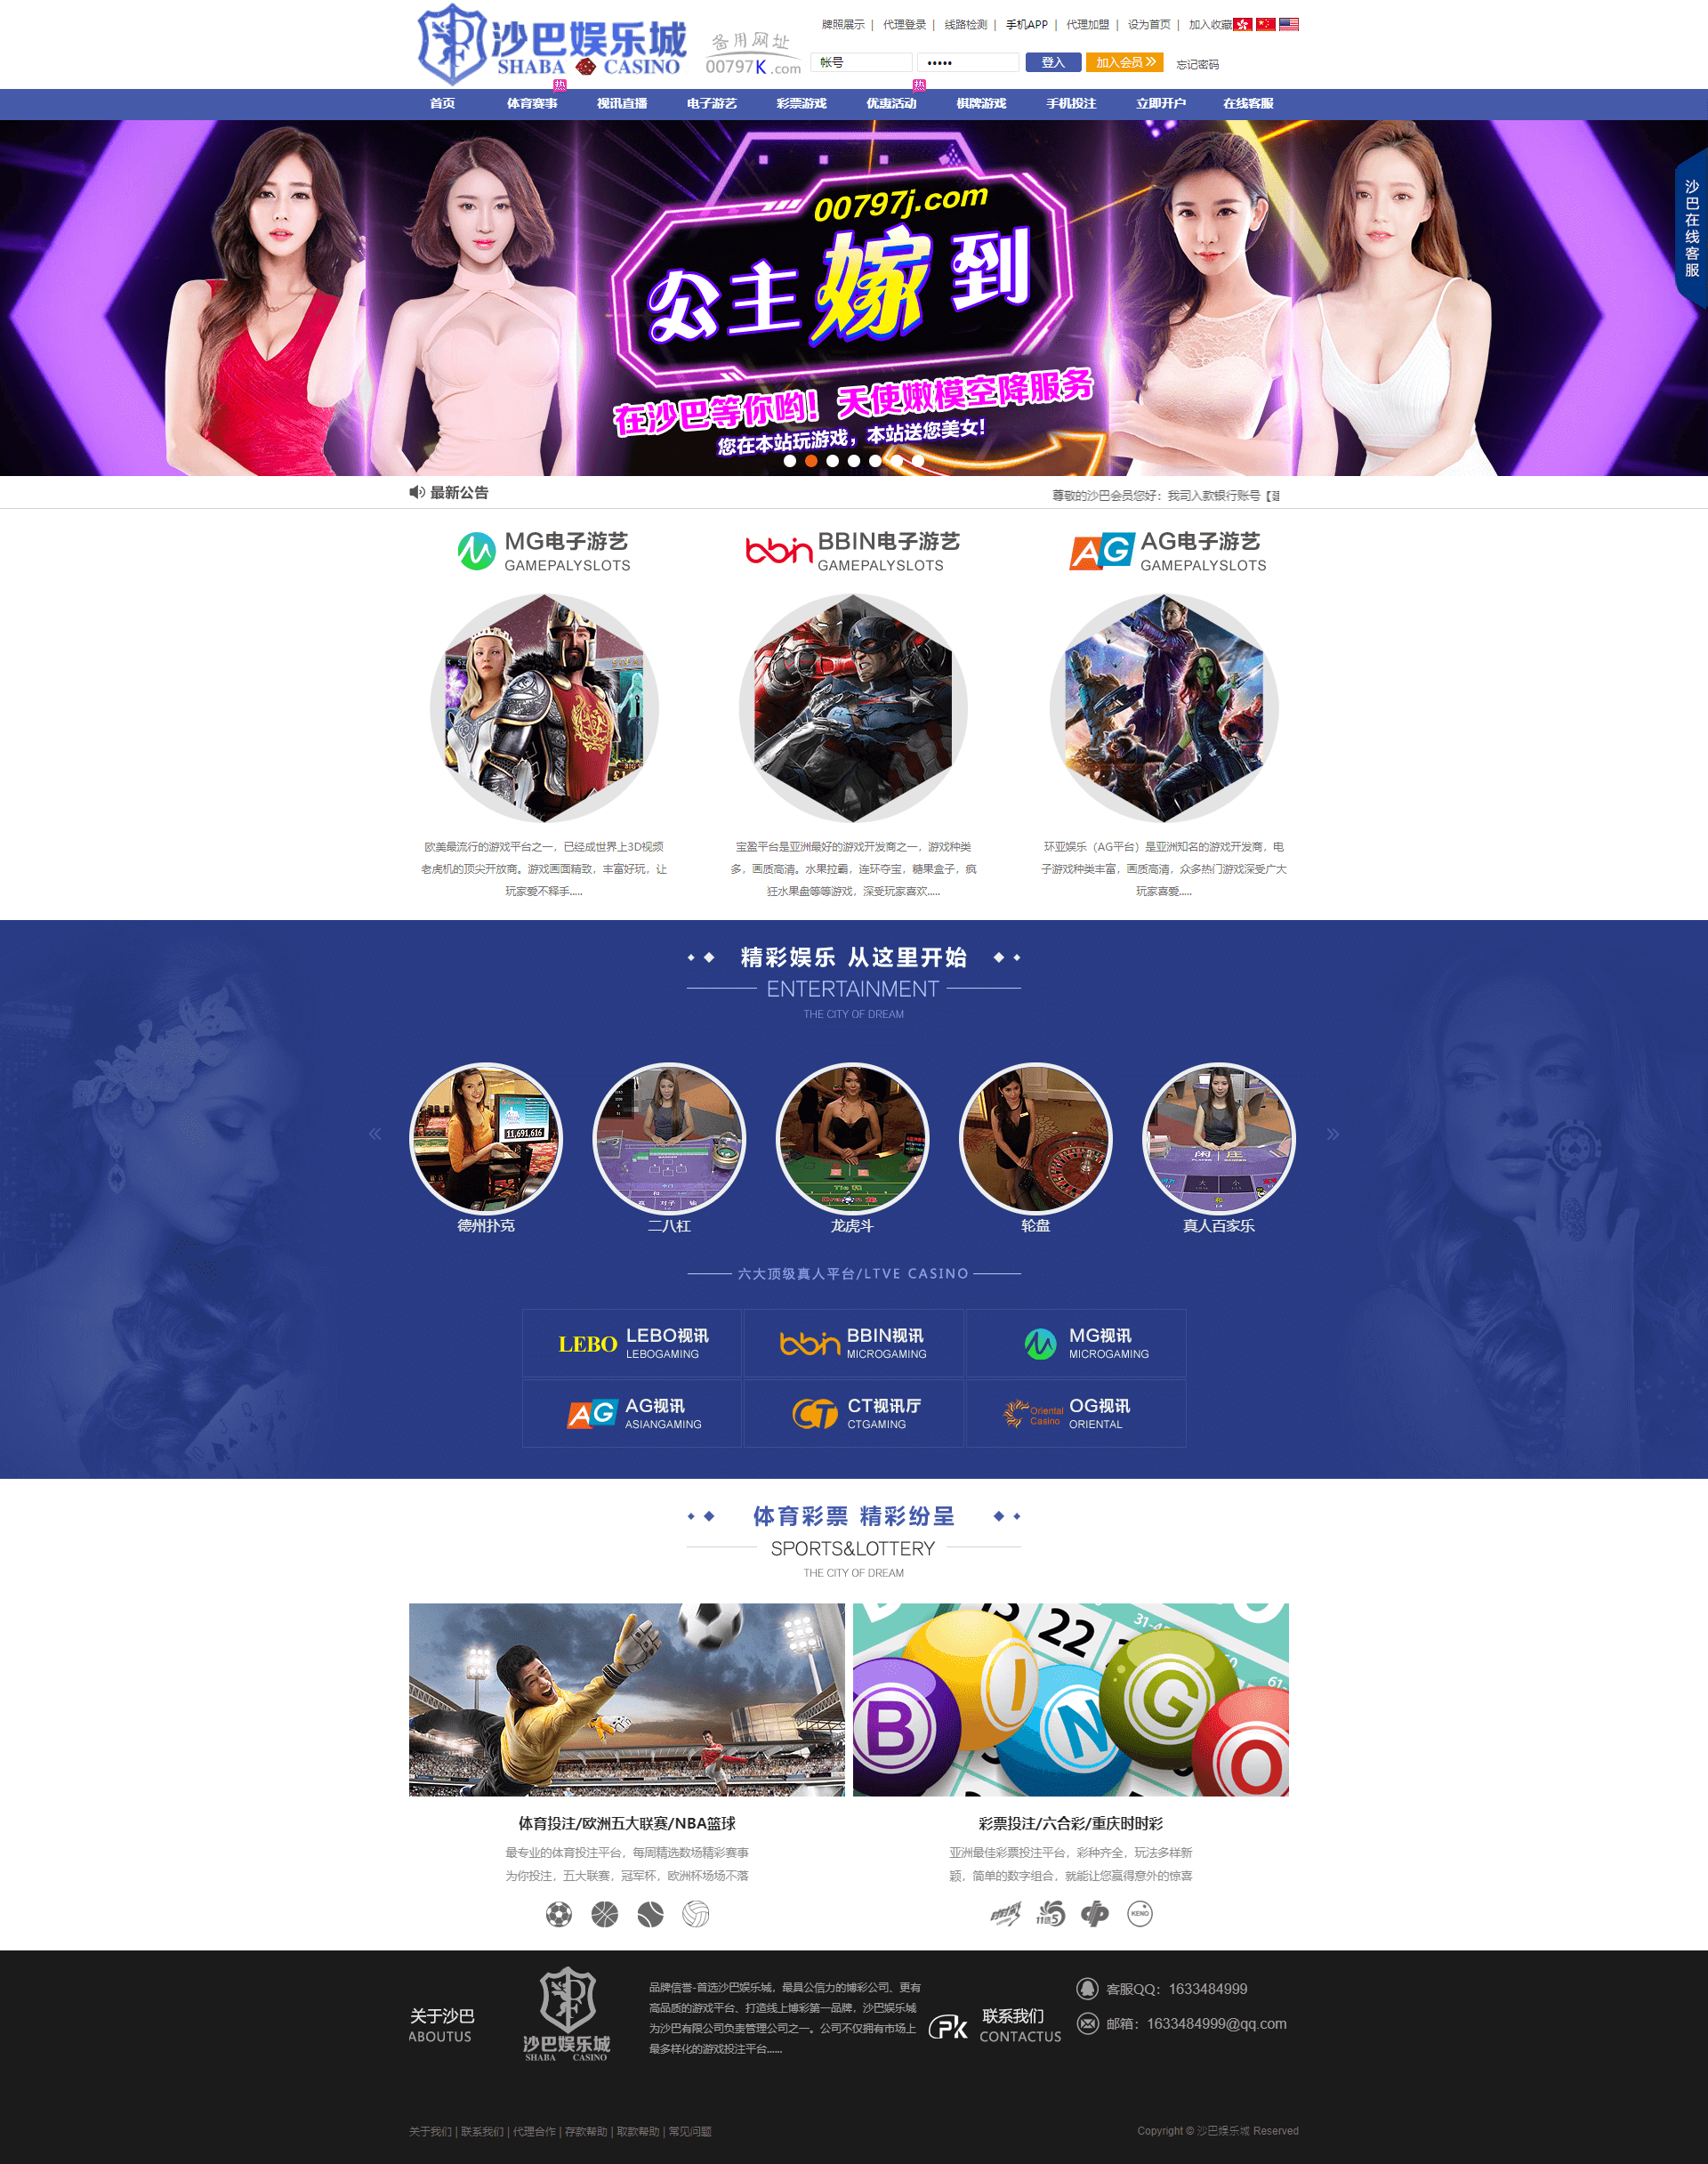 沙巴娱乐城
SHABA CASINO
备用网址
00797K.com
牌照展示 | 代理登录 | 线路检测 | 手机APP | 代理加盟 | 设为首页 | 加入收藏
帐号 ••••• 登入 加入会员 忘记密码
首页 体育赛事 热 视讯直播 电子游艺 彩票游戏 优惠活动 热 棋牌游戏 手机投注 立即开户 在线客服
00797j.com
公主嫁到
在沙巴等你哟！天使嫩模空降服务
您在本站玩游戏，本站送您美女！
沙巴在线客服
最新公告
尊敬的沙巴会员您好：我司入款银行账号【
MG电子游艺
GAMEPALYSLOTS
BBIN电子游艺
GAMEPALYSLOTS
AG电子游艺
GAMEPALYSLOTS
欧美最流行的游戏平台之一，已经成世界上3D视频
老虎机的顶尖开放商。游戏画面精致，丰富好玩，让
玩家爱不释手.....
宝盈平台是亚洲最好的游戏开发商之一，游戏种类
多，画质高清。水果拉霸，连环夺宝，糖果盒子，疯
狂水果盘等等游戏，深受玩家喜欢.....
环亚娱乐（AG平台）是亚洲知名的游戏开发商，电
子游戏种类丰富，画质高清，众多热门游戏深受广大
玩家喜爱.....
精彩娱乐 从这里开始
ENTERTAINMENT
THE CITY OF DREAM
11,691,616
德州扑克
二八杠
龙虎斗
轮盘
真人百家乐
六大顶级真人平台/LTVE CASINO
LEBO LEBO视讯
LEBOGAMING
bbin BBIN视讯
MICROGAMING
MG视讯
MICROGAMING
AG AG视讯
ASIANGAMING
CT CT视讯厅
CTGAMING
Oriental Casino OG视讯
ORIENTAL
体育彩票 精彩纷呈
SPORTS&LOTTERY
THE CITY OF DREAM
22
BINGO
体育投注/欧洲五大联赛/NBA篮球
最专业的体育投注平台，每周精选数场精彩赛事
为你投注，五大联赛，冠军杯，欧洲杯场场不落
彩票投注/六合彩/重庆时时彩
亚洲最佳彩票投注平台，彩种齐全，玩法多样新
颖，简单的数字组合，就能让您赢得意外的惊喜
时时彩 11选5 KENO
关于沙巴
ABOUTUS
沙巴娱乐城
SHABA CASINO
品牌信誉-首选沙巴娱乐城，最具公信力的博彩公司、更有
高品质的游戏平台、打造线上博彩第一品牌，沙巴娱乐城
为沙巴有限公司负责管理公司之一。公司不仅拥有市场上
最多样化的游戏投注平台......
PK
联系我们
CONTACTUS
客服QQ：1633484999
邮箱：1633484999@qq.com
关于我们 | 联系我们 | 代理合作 | 存款帮助 | 取款帮助 | 常见问题
Copyright © 沙巴娱乐城 Reserved